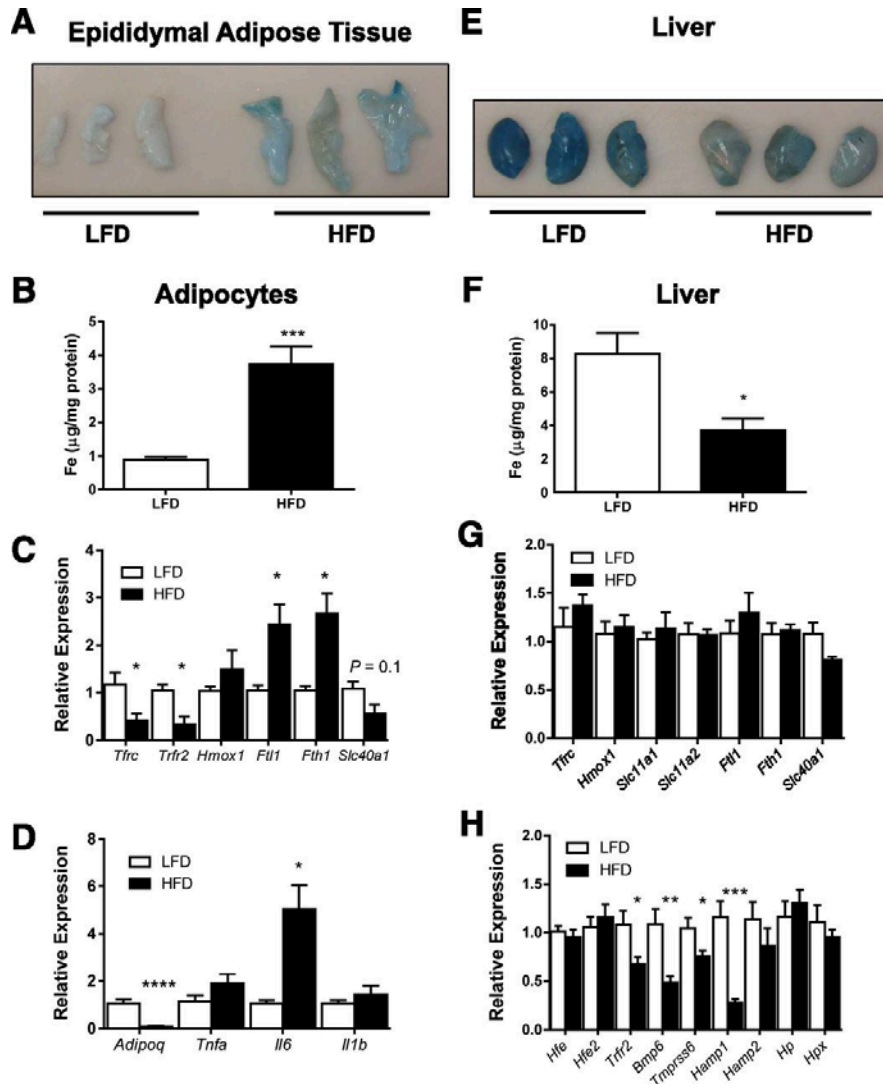 A
Epididymal Adipose Tissue
LFD
HFD
E
Liver
LFD
HFD
B
Adipocytes
Fe (µg/mg protein)
5
4
3
2
1
0
***
LFD
HFD
F
Liver
Fe (µg/mg protein)
10
8
6
4
2
0
*
LFD
HFD
C
Relative Expression
4
3
2
1
0
LFD
HFD
* * * * P = 0.1
Tfrc Trfr2 Hmox1 Ftl1 Fth1 Slc40a1
G
Relative Expression
2.0
1.5
1.0
0.5
0.0
LFD
HFD
Tfrc Hmox1 Slc11a1 Slc11a2 Ftl1 Fth1 Slc40a1
D
Relative Expression
8
6
4
2
0
LFD
HFD
**** *
Adipoq Tnfa Il6 Il1b
H
Relative Expression
2.0
1.5
1.0
0.5
0.0
LFD
HFD
* ** * ***
Hfe Hfe2 Trfr2 Bmp6 Tmprss6 Hamp1 Hamp2 Hp Hpx